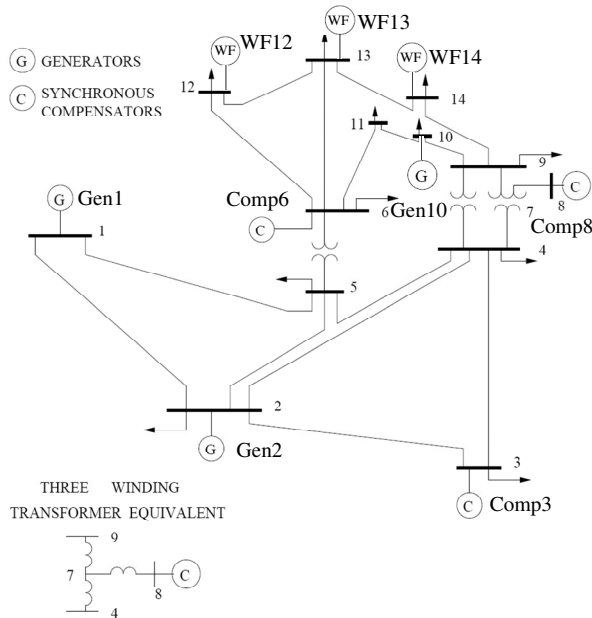 WF12
WF
WF
WF13
13
WF
WF14
G GENERATORS
C SYNCHRONOUS
COMPENSATORS
12
14
11
10
9
G
8
C
7
Comp8
G Gen1
1
Comp6
C
6
Gen10
4
5
2
G Gen2
3
C Comp3
THREE WINDING
TRANSFORMER EQUIVALENT
9
7
8
C
4